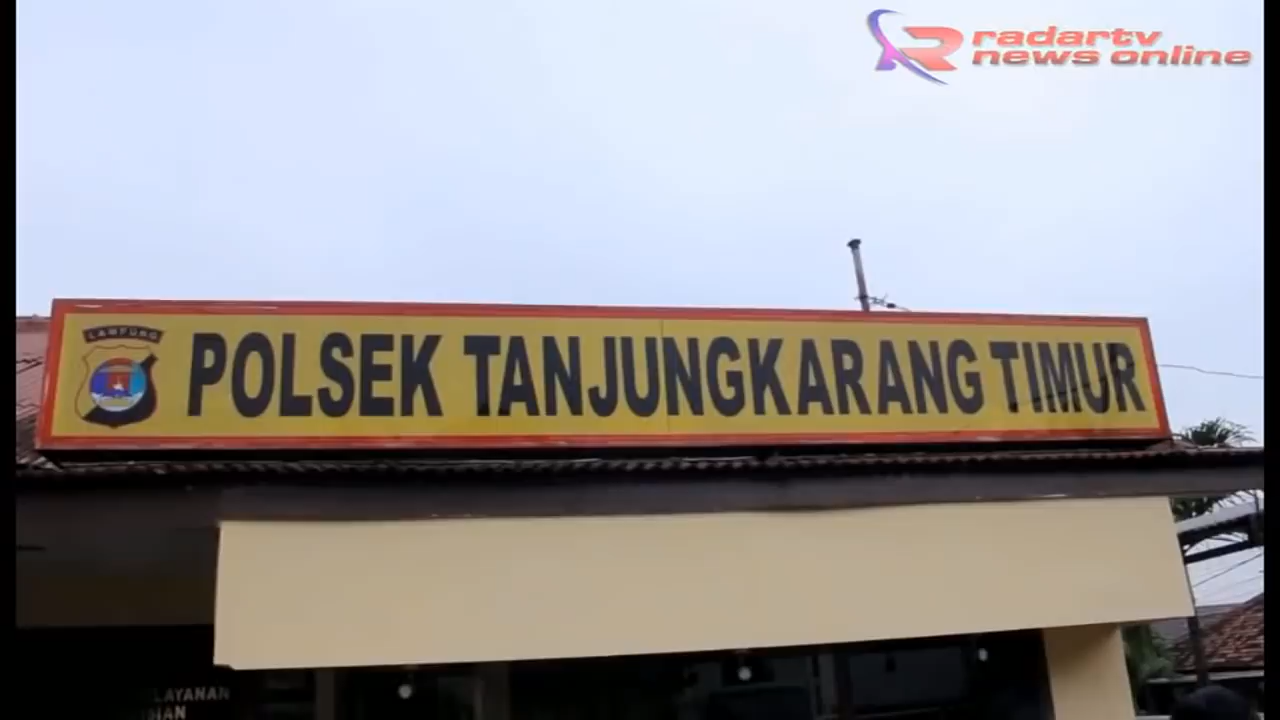 radartv
news online
LAMPUNG
POLSEK TANJUNGKARANG TIMUR
LAYANAN